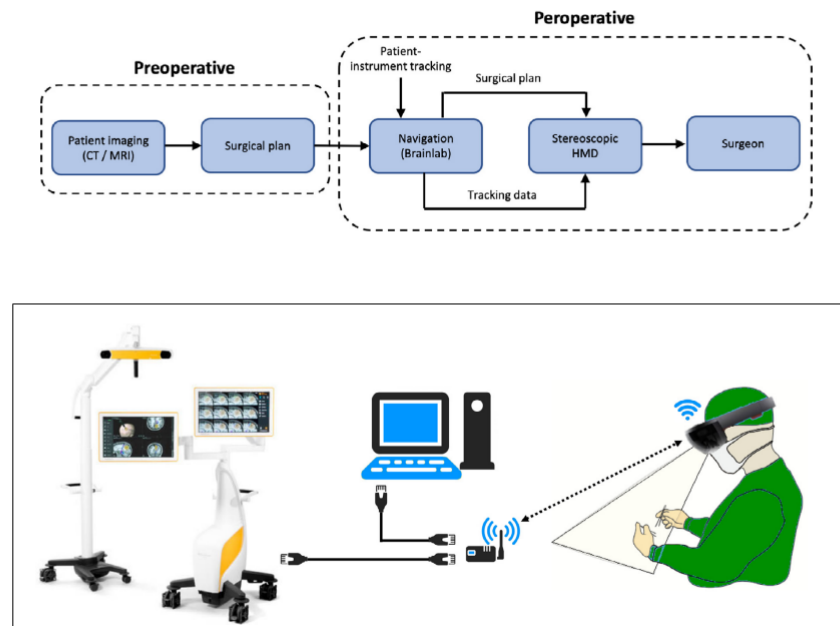 Peroperative
Preoperative
Patient-
instrument tracking
Surgical plan
Patient imaging
(CT / MRI)
Surgical plan
Navigation
(Brainlab)
Stereoscopic
HMD
Surgeon
Tracking data